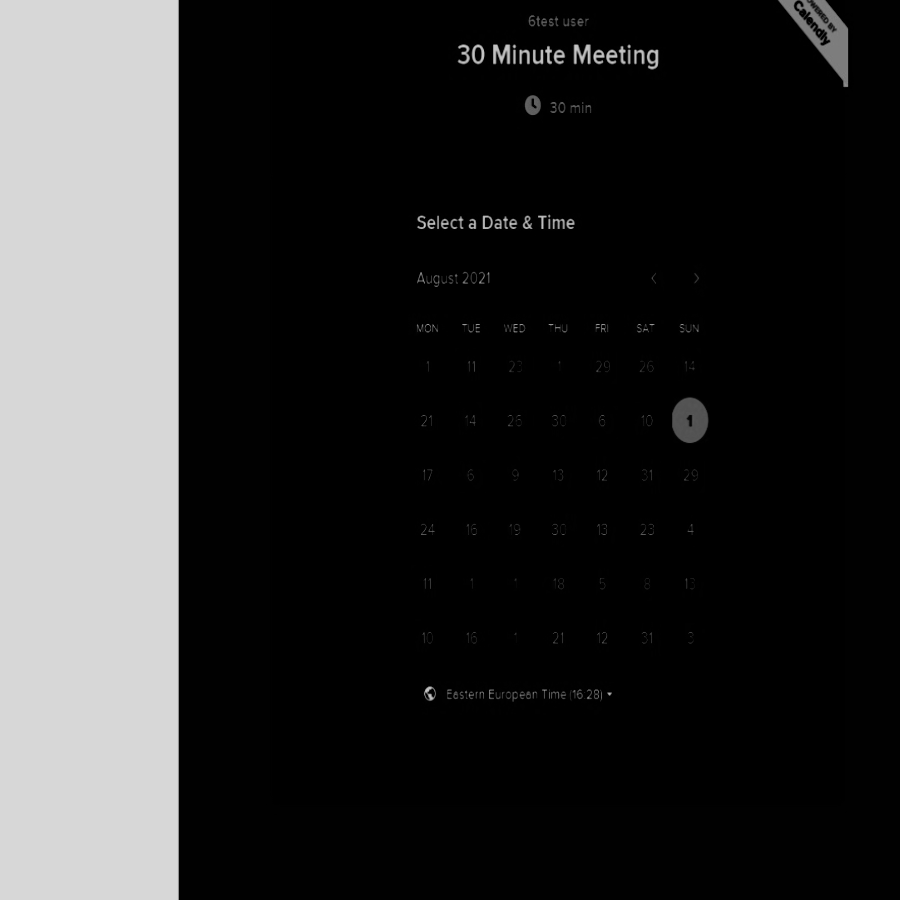 6test user
POWERED BY
Calendly
30 Minute Meeting
30 min
Select a Date & Time
August 2021
MON TUE WED THU FRI SAT SUN
1 11 23 1 29 26 14
21 14 26 30 6 10 1
17 6 9 13 12 31 29
24 16 19 30 13 23 4
11 1 1 18 5 8 13
10 16 1 21 12 31 3
Eastern European Time (16:28)